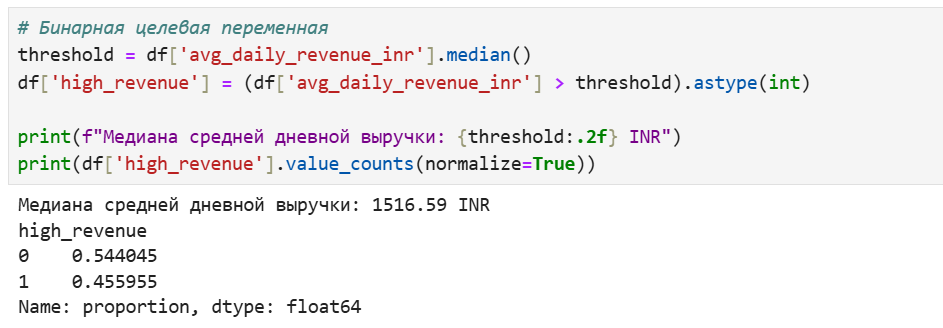 # Бинарная целевая переменная
threshold = df['avg_daily_revenue_inr'].median()
df['high_revenue'] = (df['avg_daily_revenue_inr'] > threshold).astype(int)
print(f"Медиана средней дневной выручки: {threshold:.2f} INR")
print(df['high_revenue'].value_counts(normalize=True))
Медиана средней дневной выручки: 1516.59 INR
high_revenue
0    0.544045
1    0.455955
Name: proportion, dtype: float64